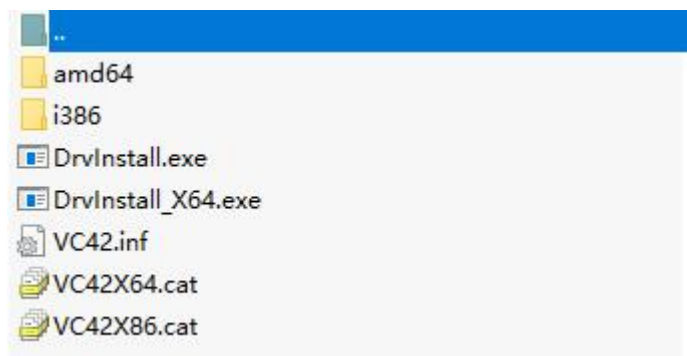 ..
amd64
i386
DrvInstall.exe
DrvInstall_X64.exe
VC42.inf
VC42X64.cat
VC42X86.cat